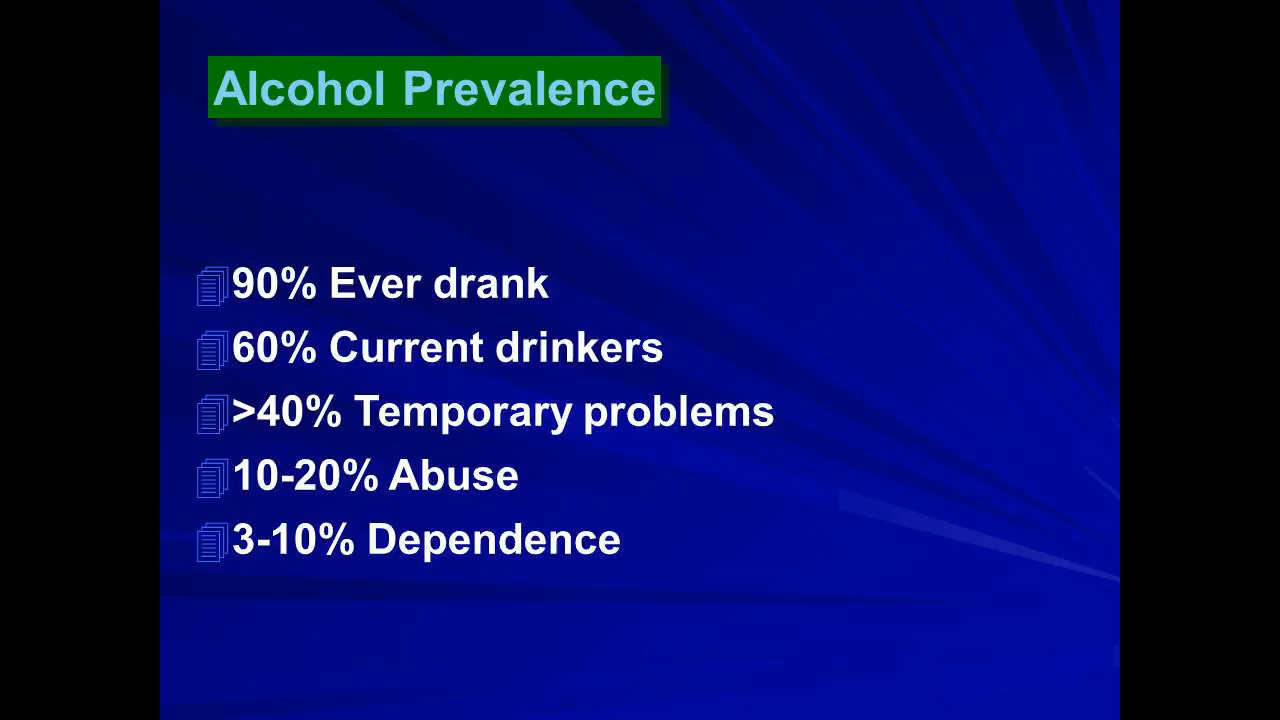 Alcohol Prevalence
90% Ever drank
60% Current drinkers
>40% Temporary problems
10-20% Abuse
3-10% Dependence